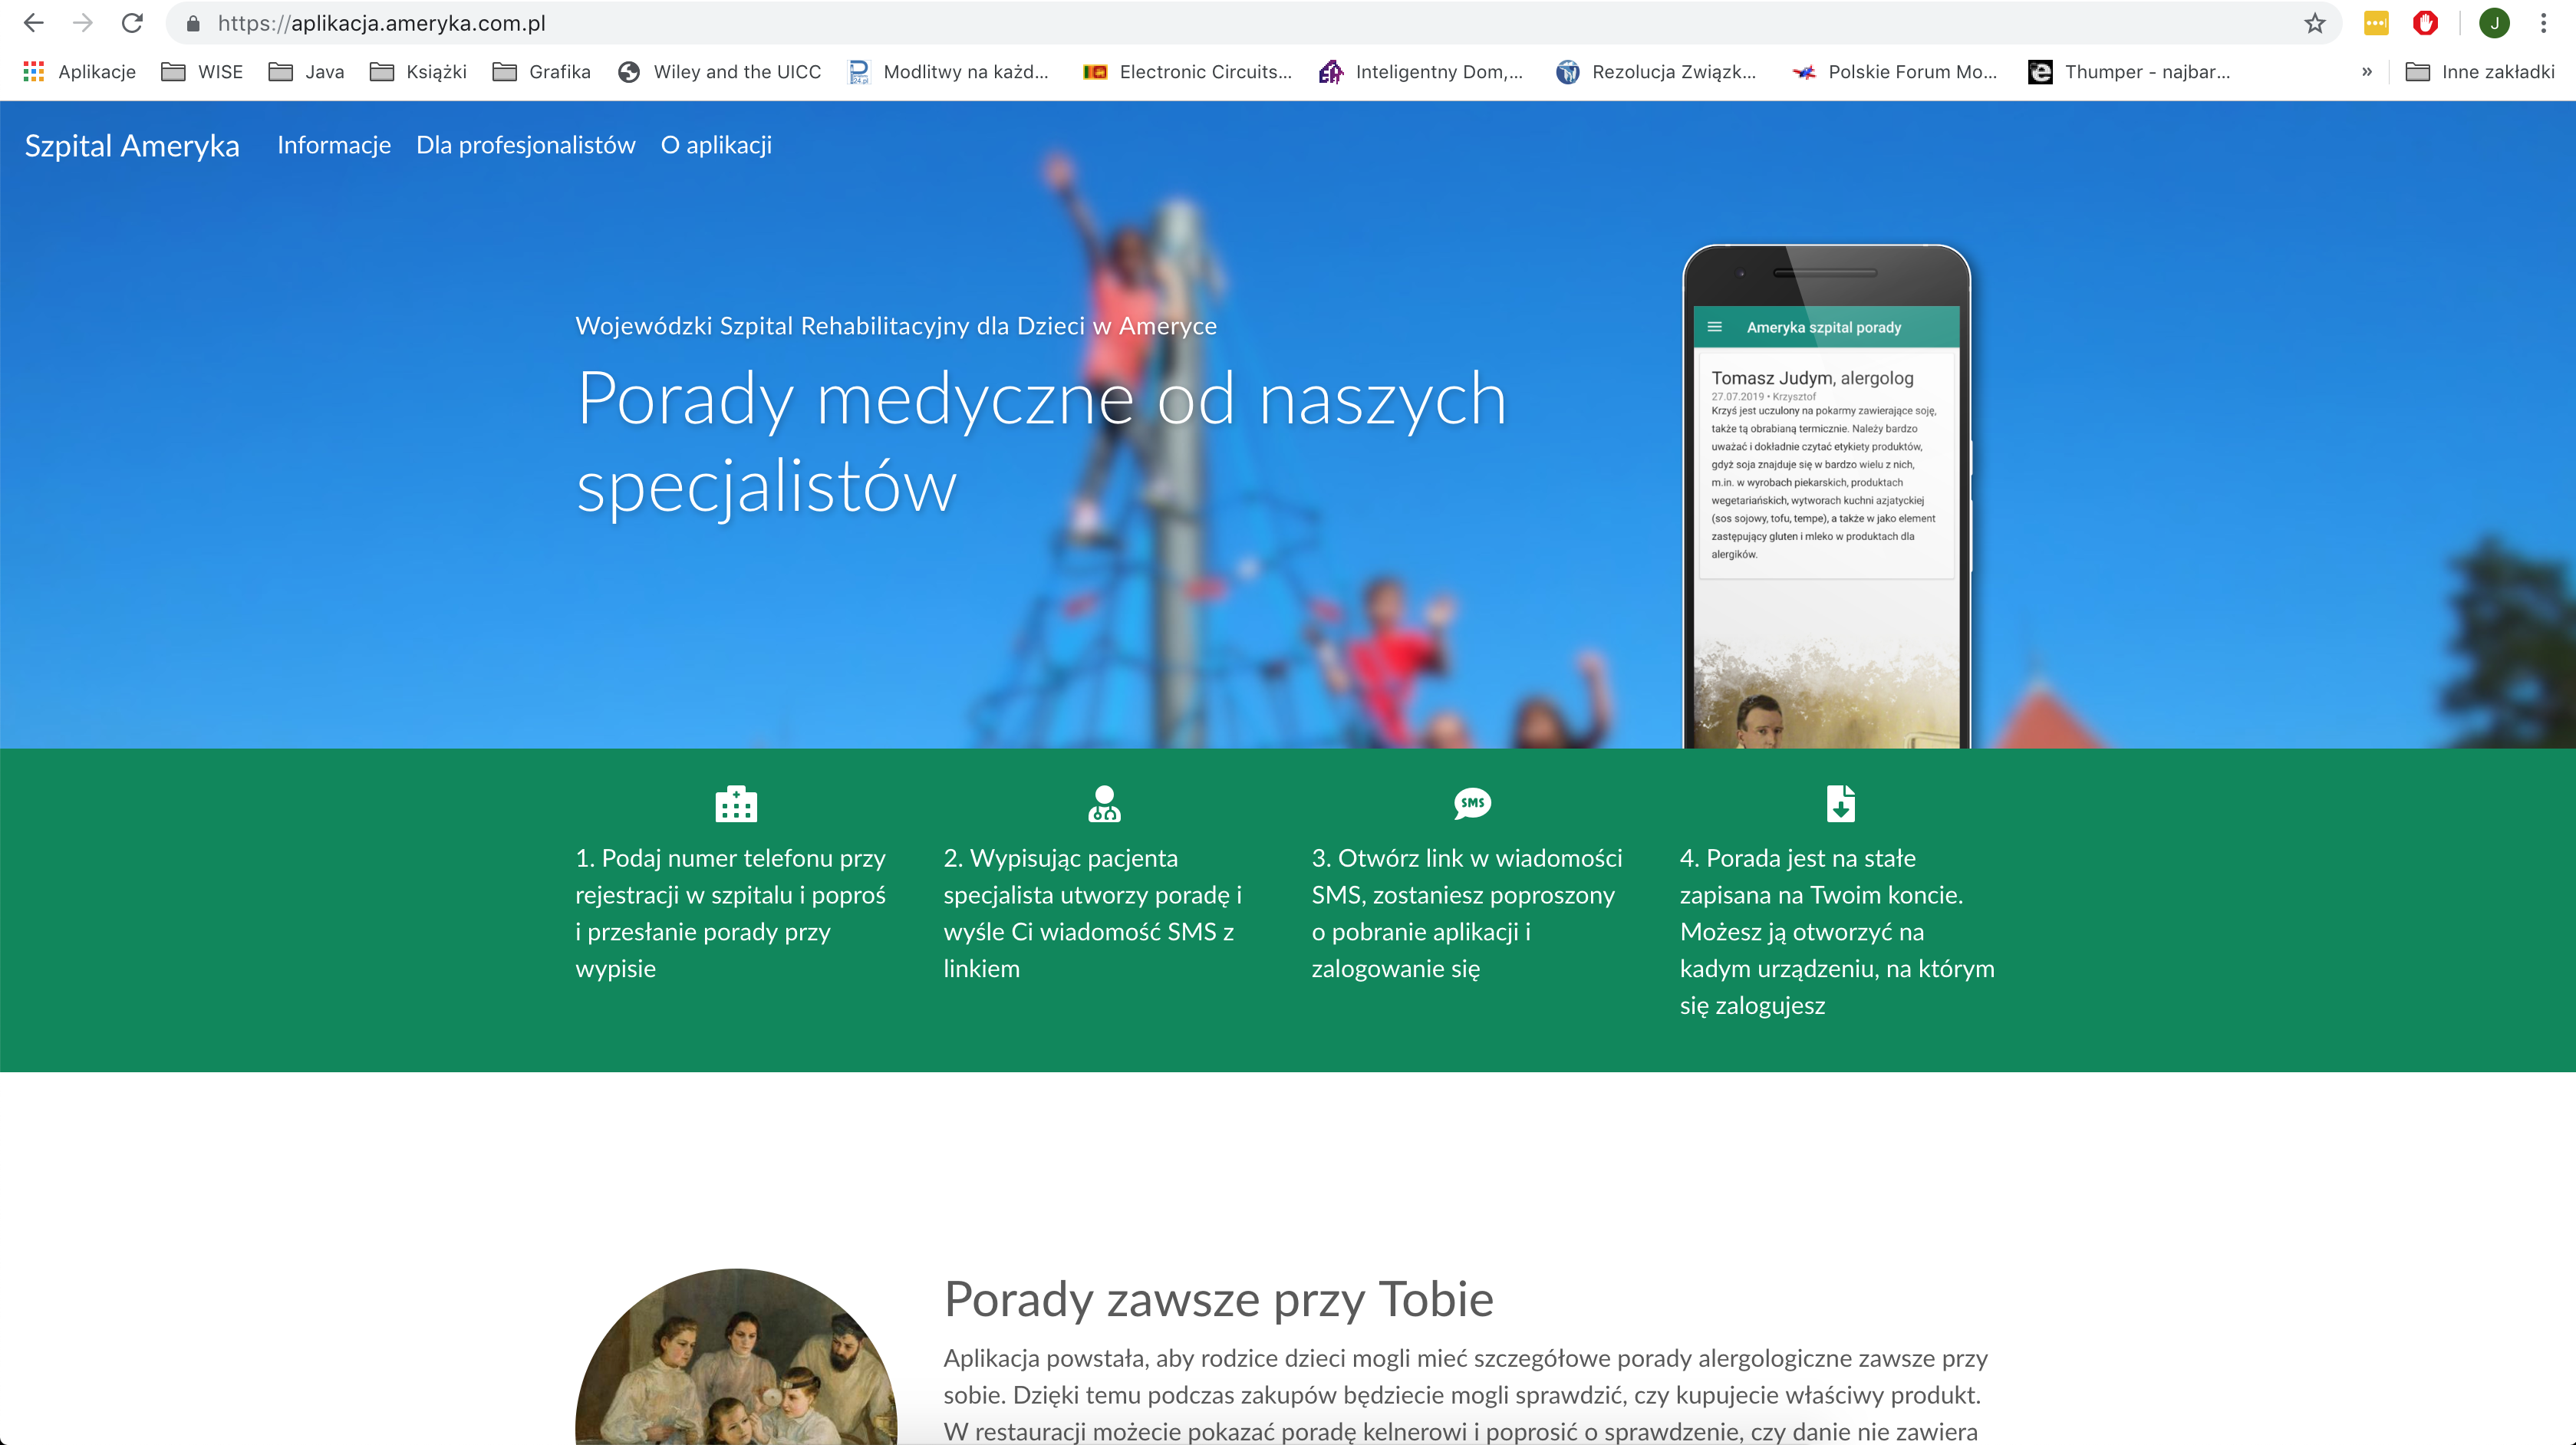 https://aplikacja.ameryka.com.pl
J
Aplikacje WISE Java Książki Grafika Wiley and the UICC Modlitwy na każd... Electronic Circuits... Inteligentny Dom,... Rezolucja Związk... Polskie Forum Mo... Thumper - najbar... » Inne zakładki
Szpital Ameryka Informacje Dla profesjonalistów O aplikacji
Wojewódzki Szpital Rehabilitacyjny dla Dzieci w Ameryce
Porady medyczne od naszych
specjalistów
Ameryka szpital porady
Tomasz Judym, alergolog
27.07.2019 • Krzysztof
Krzyś jest uczulony na pokarmy zawierające soję,
także tą obrabianą termicznie. Należy bardzo
uważać i dokładnie czytać etykiety produktów,
gdyż soja znajduje się w bardzo wielu z nich,
m.in. w wyrobach piekarskich, produktach
wegetariańskich, wytworach kuchni azjatyckiej
(sos sojowy, tofu, tempe), a także w jako element
zastępujący gluten i mleko w produktach dla
alergików.
1. Podaj numer telefonu przy
rejestracji w szpitalu i poproś
i przesłanie porady przy
wypisie
2. Wypisując pacjenta
specjalista utworzy poradę i
wyśle Ci wiadomość SMS z
linkiem
SMS
3. Otwórz link w wiadomości
SMS, zostaniesz poproszony
o pobranie aplikacji i
zalogowanie się
4. Porada jest na stałe
zapisana na Twoim koncie.
Możesz ją otworzyć na
kadym urządzeniu, na którym
się zalogujesz
Porady zawsze przy Tobie
Aplikacja powstała, aby rodzice dzieci mogli mieć szczegółowe porady alergologiczne zawsze przy
sobie. Dzięki temu podczas zakupów będziecie mogli sprawdzić, czy kupujecie właściwy produkt.
W restauracji możecie pokazać poradę kelnerowi i poprosić o sprawdzenie, czy danie nie zawiera